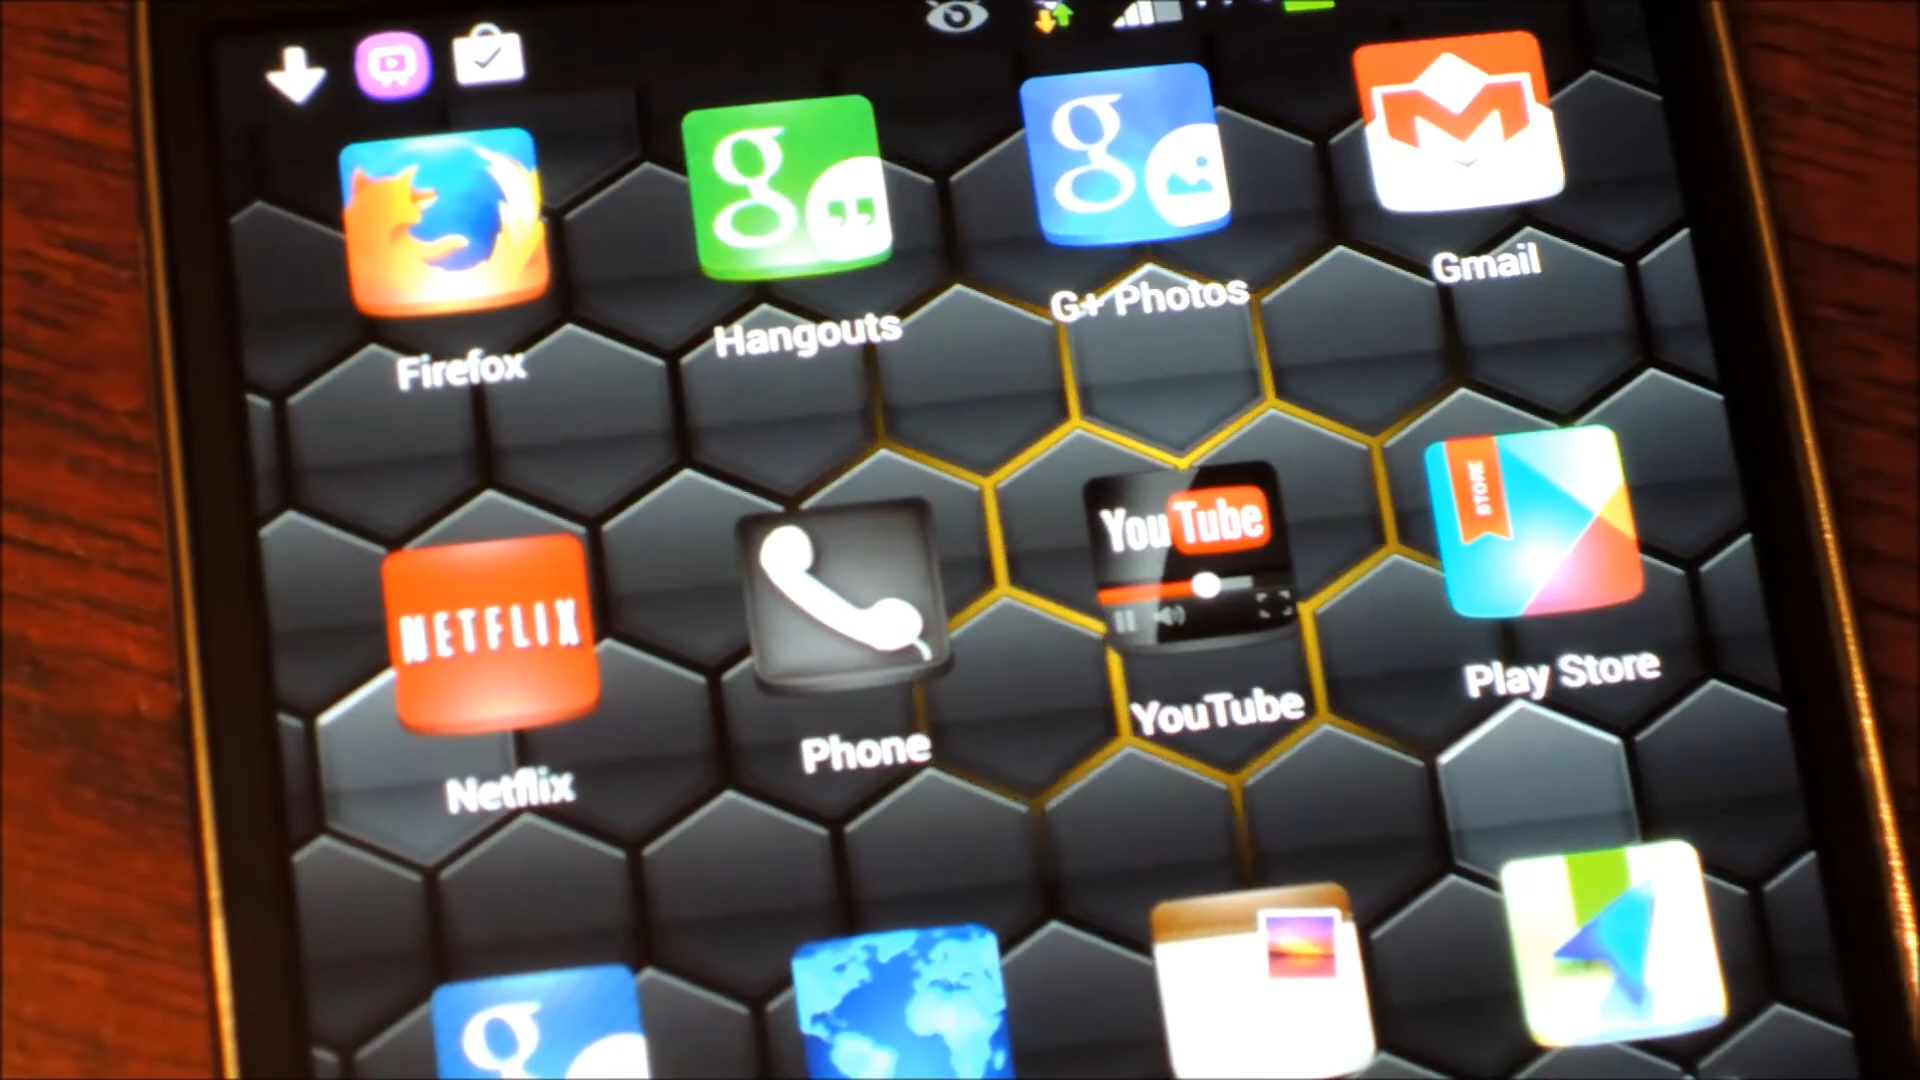 Firefox
Hangouts
G+ Photos
Gmail
NETFLIX
Netflix
Phone
You Tube
YouTube
STORE
Play Store
g
g
g